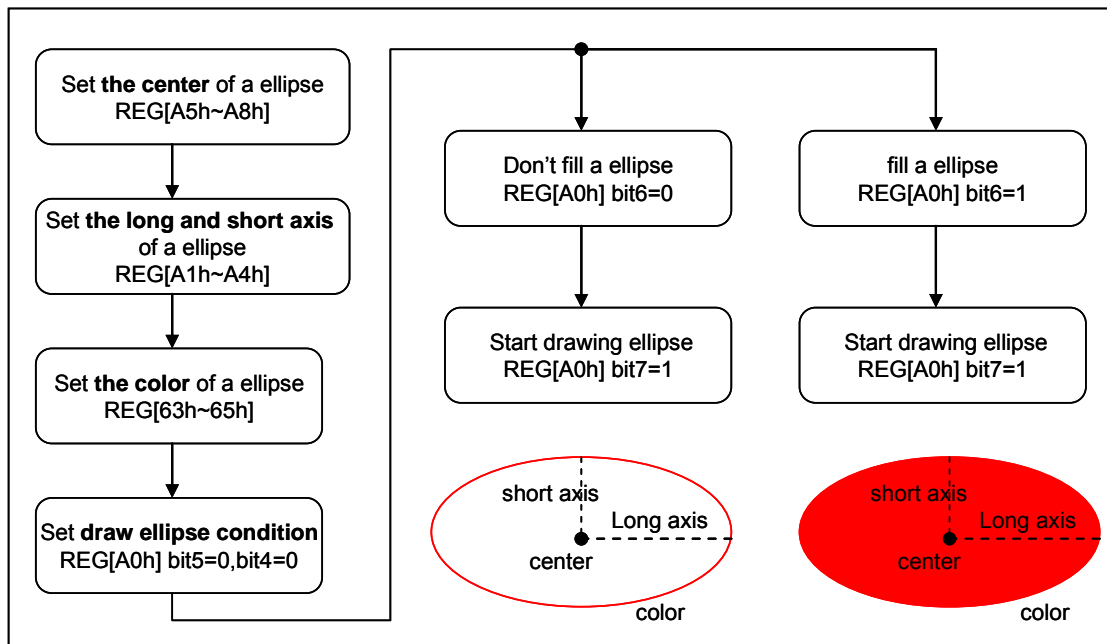 Set the center of a ellipse
REG[A5h~A8h]
Set the long and short axis
of a ellipse
REG[A1h~A4h]
Set the color of a ellipse
REG[63h~65h]
Set draw ellipse condition
REG[A0h] bit5=0,bit4=0
Don't fill a ellipse
REG[A0h] bit6=0
Start drawing ellipse
REG[A0h] bit7=1
short axis
Long axis
center
color
fill a ellipse
REG[A0h] bit6=1
Start drawing ellipse
REG[A0h] bit7=1
short axis
Long axis
center
color